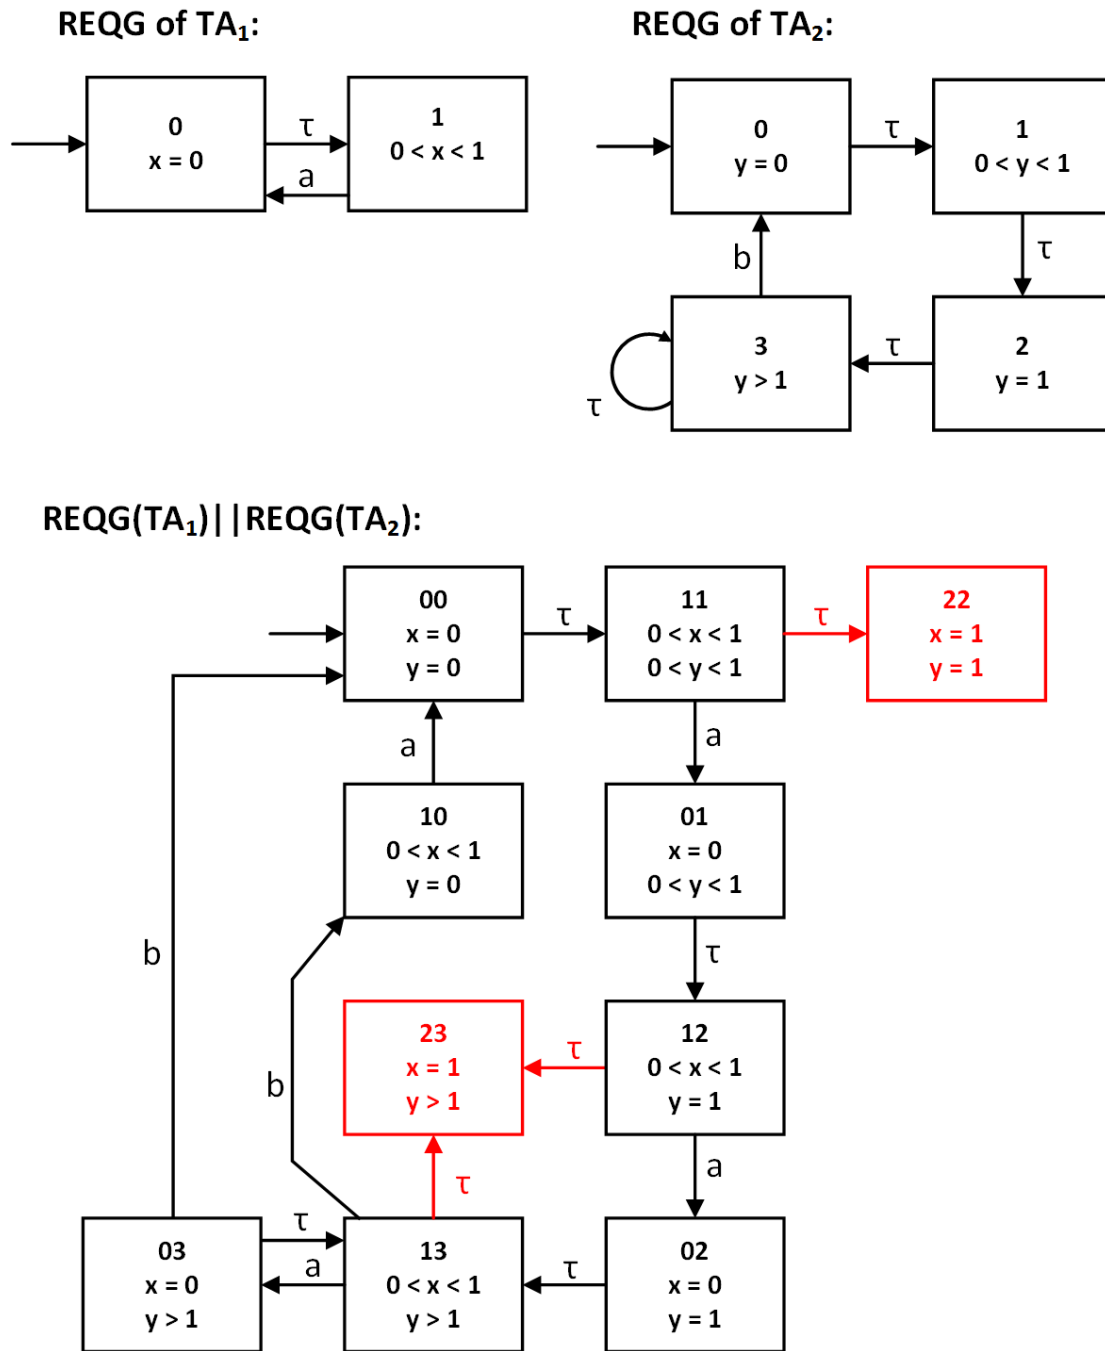 REQG of TA₁:
REQG of TA₂:
0
x = 0
τ
a
1
0 < x < 1
0
y = 0
τ
1
0 < y < 1
b
τ
3
y > 1
τ
2
y = 1
τ
REQG(TA₁)||REQG(TA₂):
00
x = 0
y = 0
τ
11
0 < x < 1
0 < y < 1
τ
22
x = 1
y = 1
a
a
10
0 < x < 1
y = 0
01
x = 0
0 < y < 1
b
τ
23
x = 1
y > 1
τ
12
0 < x < 1
y = 1
b
τ
a
03
x = 0
y > 1
τ
a
13
0 < x < 1
y > 1
τ
02
x = 0
y = 1